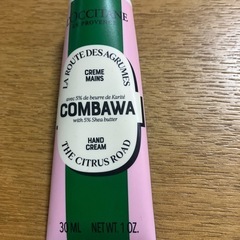 L'OCCITANE
EN PROVENCE
LA ROUTE DES AGRUMES
CREME
MAINS
avec 5% de beurre de Karité
COMBAWA
with 5% Shea butter
HAND
CREAM
THE CITRUS ROAD
30 ML NET WT 1 OZ.